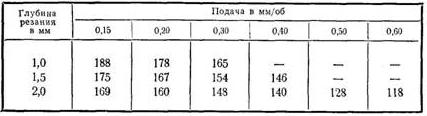 Глубина резания в мм | Подача в мм/об
0,15 | 0,20 | 0,30 | 0,40 | 0,50 | 0,60
1,0 | 188 | 178 | 165 | — | — | —
1,5 | 175 | 167 | 154 | 146 | — | —
2,0 | 169 | 160 | 148 | 140 | 128 | 118